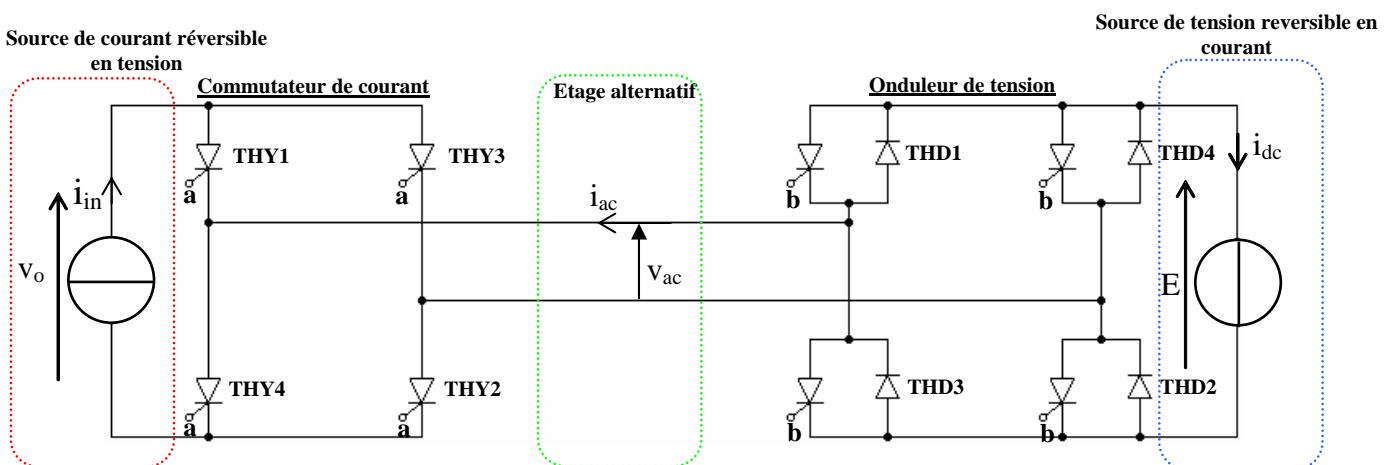 Source de courant réversible
en tension
Commutateur de courant
Etage alternatif
Onduleur de tension
Source de tension reversible en
courant
THY1
THY3
THD1
THD4
a
a
b
b
i_in
i_ac
i_dc
v_o
v_ac
E
THY4
THY2
THD3
THD2
a
a
b
b